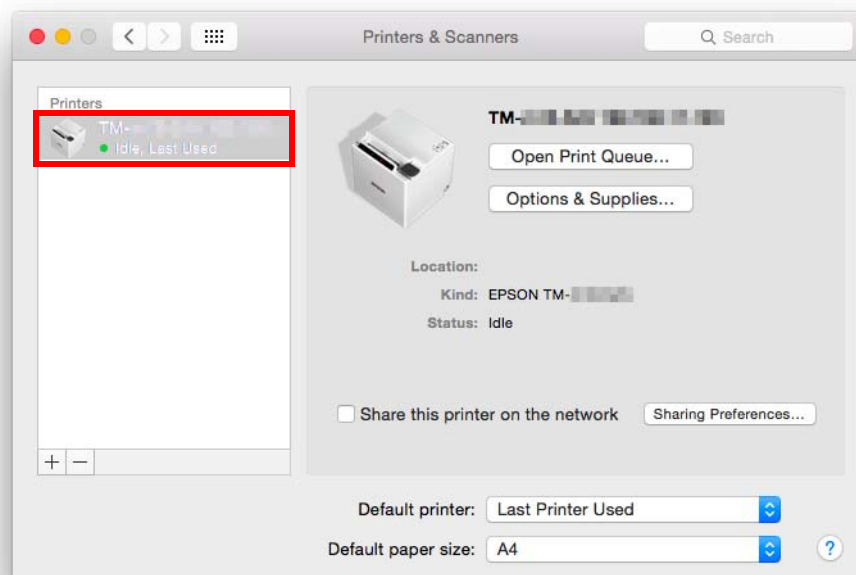 Printers & Scanners
Search
Printers
TM-
Idle, Last Used
TM-
Open Print Queue...
Options & Supplies...
EPSON
Location:
Kind: EPSON TM-
Status: Idle
Share this printer on the network
Sharing Preferences...
Default printer: Last Printer Used
Default paper size: A4
?